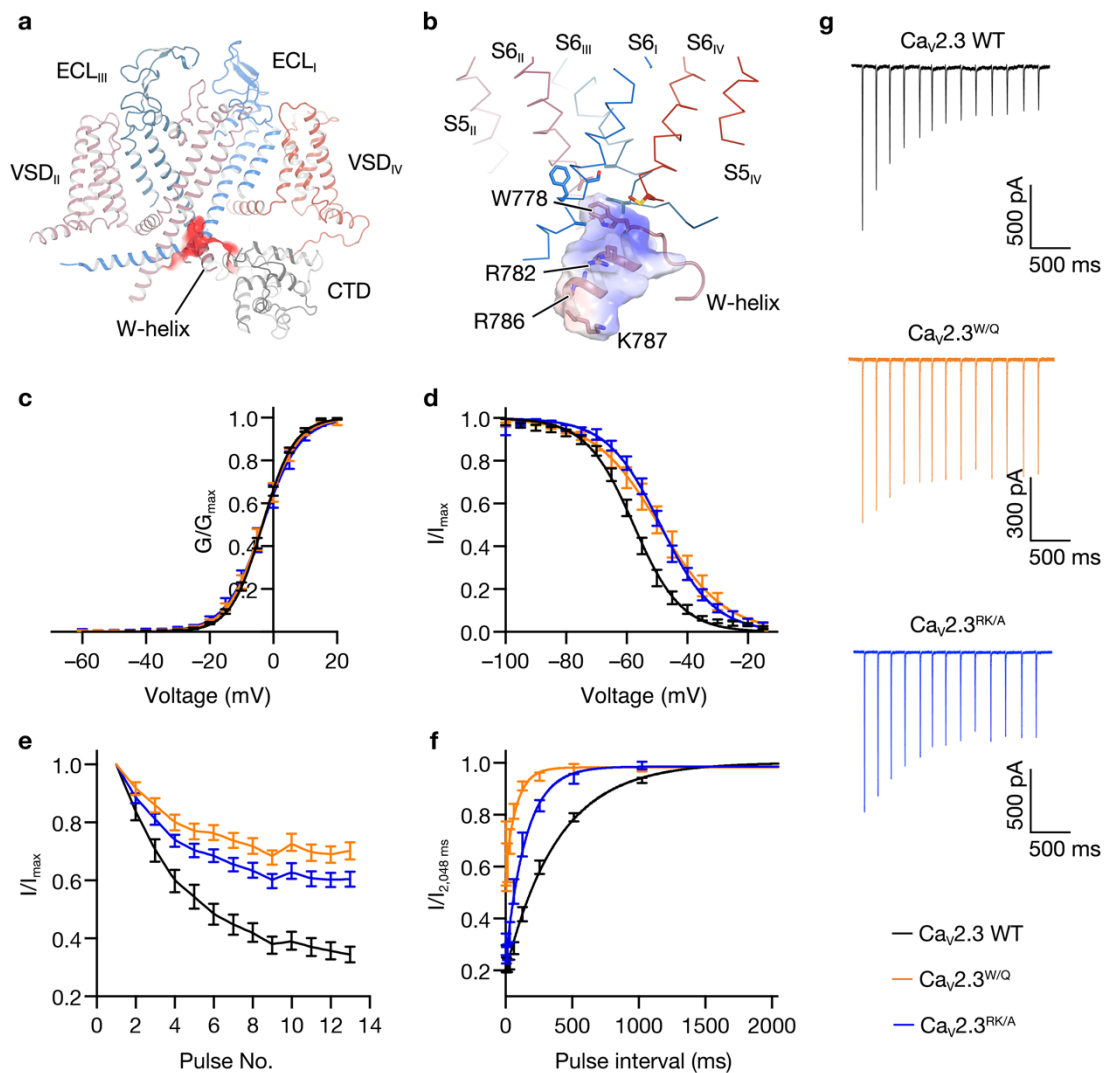 a
ECL_III
ECL_I
VSD_II
VSD_IV
W-helix
CTD
b
S6_II
S6_III
S6_I
S6_IV
S5_II
S5_IV
W778
R782
R786
K787
W-helix
c
G/G_max
1.0
0.8
0.6
0.4
0.2
−60
−40
−20
0
20
Voltage (mV)
d
I/I_max
1.0
0.8
0.6
0.4
0.2
0.0
−100
−80
−60
−40
−20
Voltage (mV)
e
I/I_max
1.0
0.8
0.6
0.4
0.2
0
2
4
6
8
10
12
14
Pulse No.
f
I/I_2,048 ms
1.0
0.8
0.6
0.4
0.2
0
500
1000
1500
2000
Pulse interval (ms)
g
Ca_V2.3 WT
500 pA
500 ms
Ca_V2.3^W/Q
300 pA
500 ms
Ca_V2.3^RK/A
500 pA
500 ms
Ca_V2.3 WT
Ca_V2.3^W/Q
Ca_V2.3^RK/A